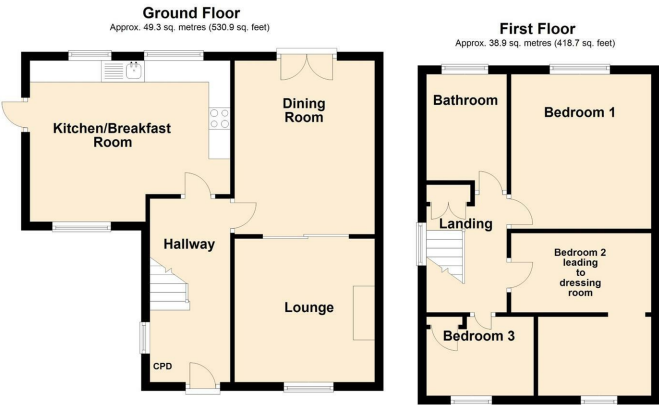 Ground Floor
Approx. 49.3 sq. metres (530.9 sq. feet)
Kitchen/Breakfast
Room
Dining
Room
Hallway
Lounge
CPD
First Floor
Approx. 38.9 sq. metres (418.7 sq. feet)
Bathroom
Bedroom 1
Landing
Bedroom 2
leading
to
dressing
room
Bedroom 3